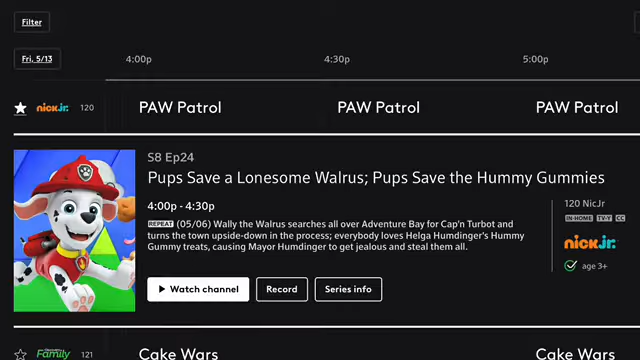 Filter
Fri, 5/13
4:00p
4:30p
5:00p
nick jr.
120
PAW Patrol
PAW Patrol
PAW Patrol
S8 Ep24
Pups Save a Lonesome Walrus; Pups Save the Hummy Gummies
4:00p - 4:30p
REPEAT (05/06) Wally the Walrus searches all over Adventure Bay for Cap'n Turbot and
turns the town upside-down in the process; everybody loves Helga Humdinger's Hummy
Gummy treats, causing Mayor Humdinger to get jealous and steal them all.
120 NicJr
IN-HOME TV-Y CC
nick jr.
age 3+
Watch channel
Record
Series info
Discovery
Family
121
Cake Wars
Cake Wars